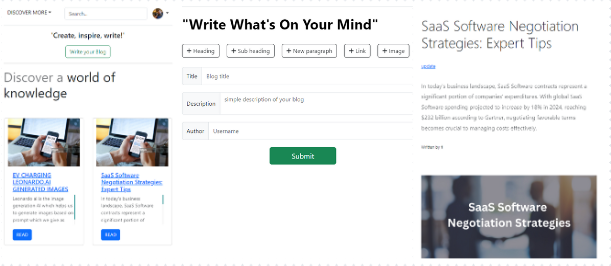 DISCOVER MORE
Search...
'Create, inspire, write!'
Write your Blog
Discover a world of
knowledge
EV CHARGING
LEONARDO.AI
GENERATED IMAGES
Leonardo ai is the image
generation AI which helps us
to generate images based on
prompt which we give as
READ
SaaS Software
Negotiation Strategies:
Expert Tips
In today's business
landscape, SaaS Software
contracts represent a
significant portion of
READ
"Write What's On Your Mind"
+ Heading
+ Sub heading
+ New paragraph
+ Link
+ Image
Title Blog title
Description simple description of your blog
Author Username
Submit
SaaS Software Negotiation
Strategies: Expert Tips
update
In today's business landscape, SaaS Software contracts represent a
significant portion of companies' expenditures. With global SaaS
Software spending projected to increase by 18% in 2024, reaching
$232 billion according to Gartner, negotiating favorable terms
becomes crucial to managing costs effectively.
Written by
SaaS Software
Negotiation Strategies